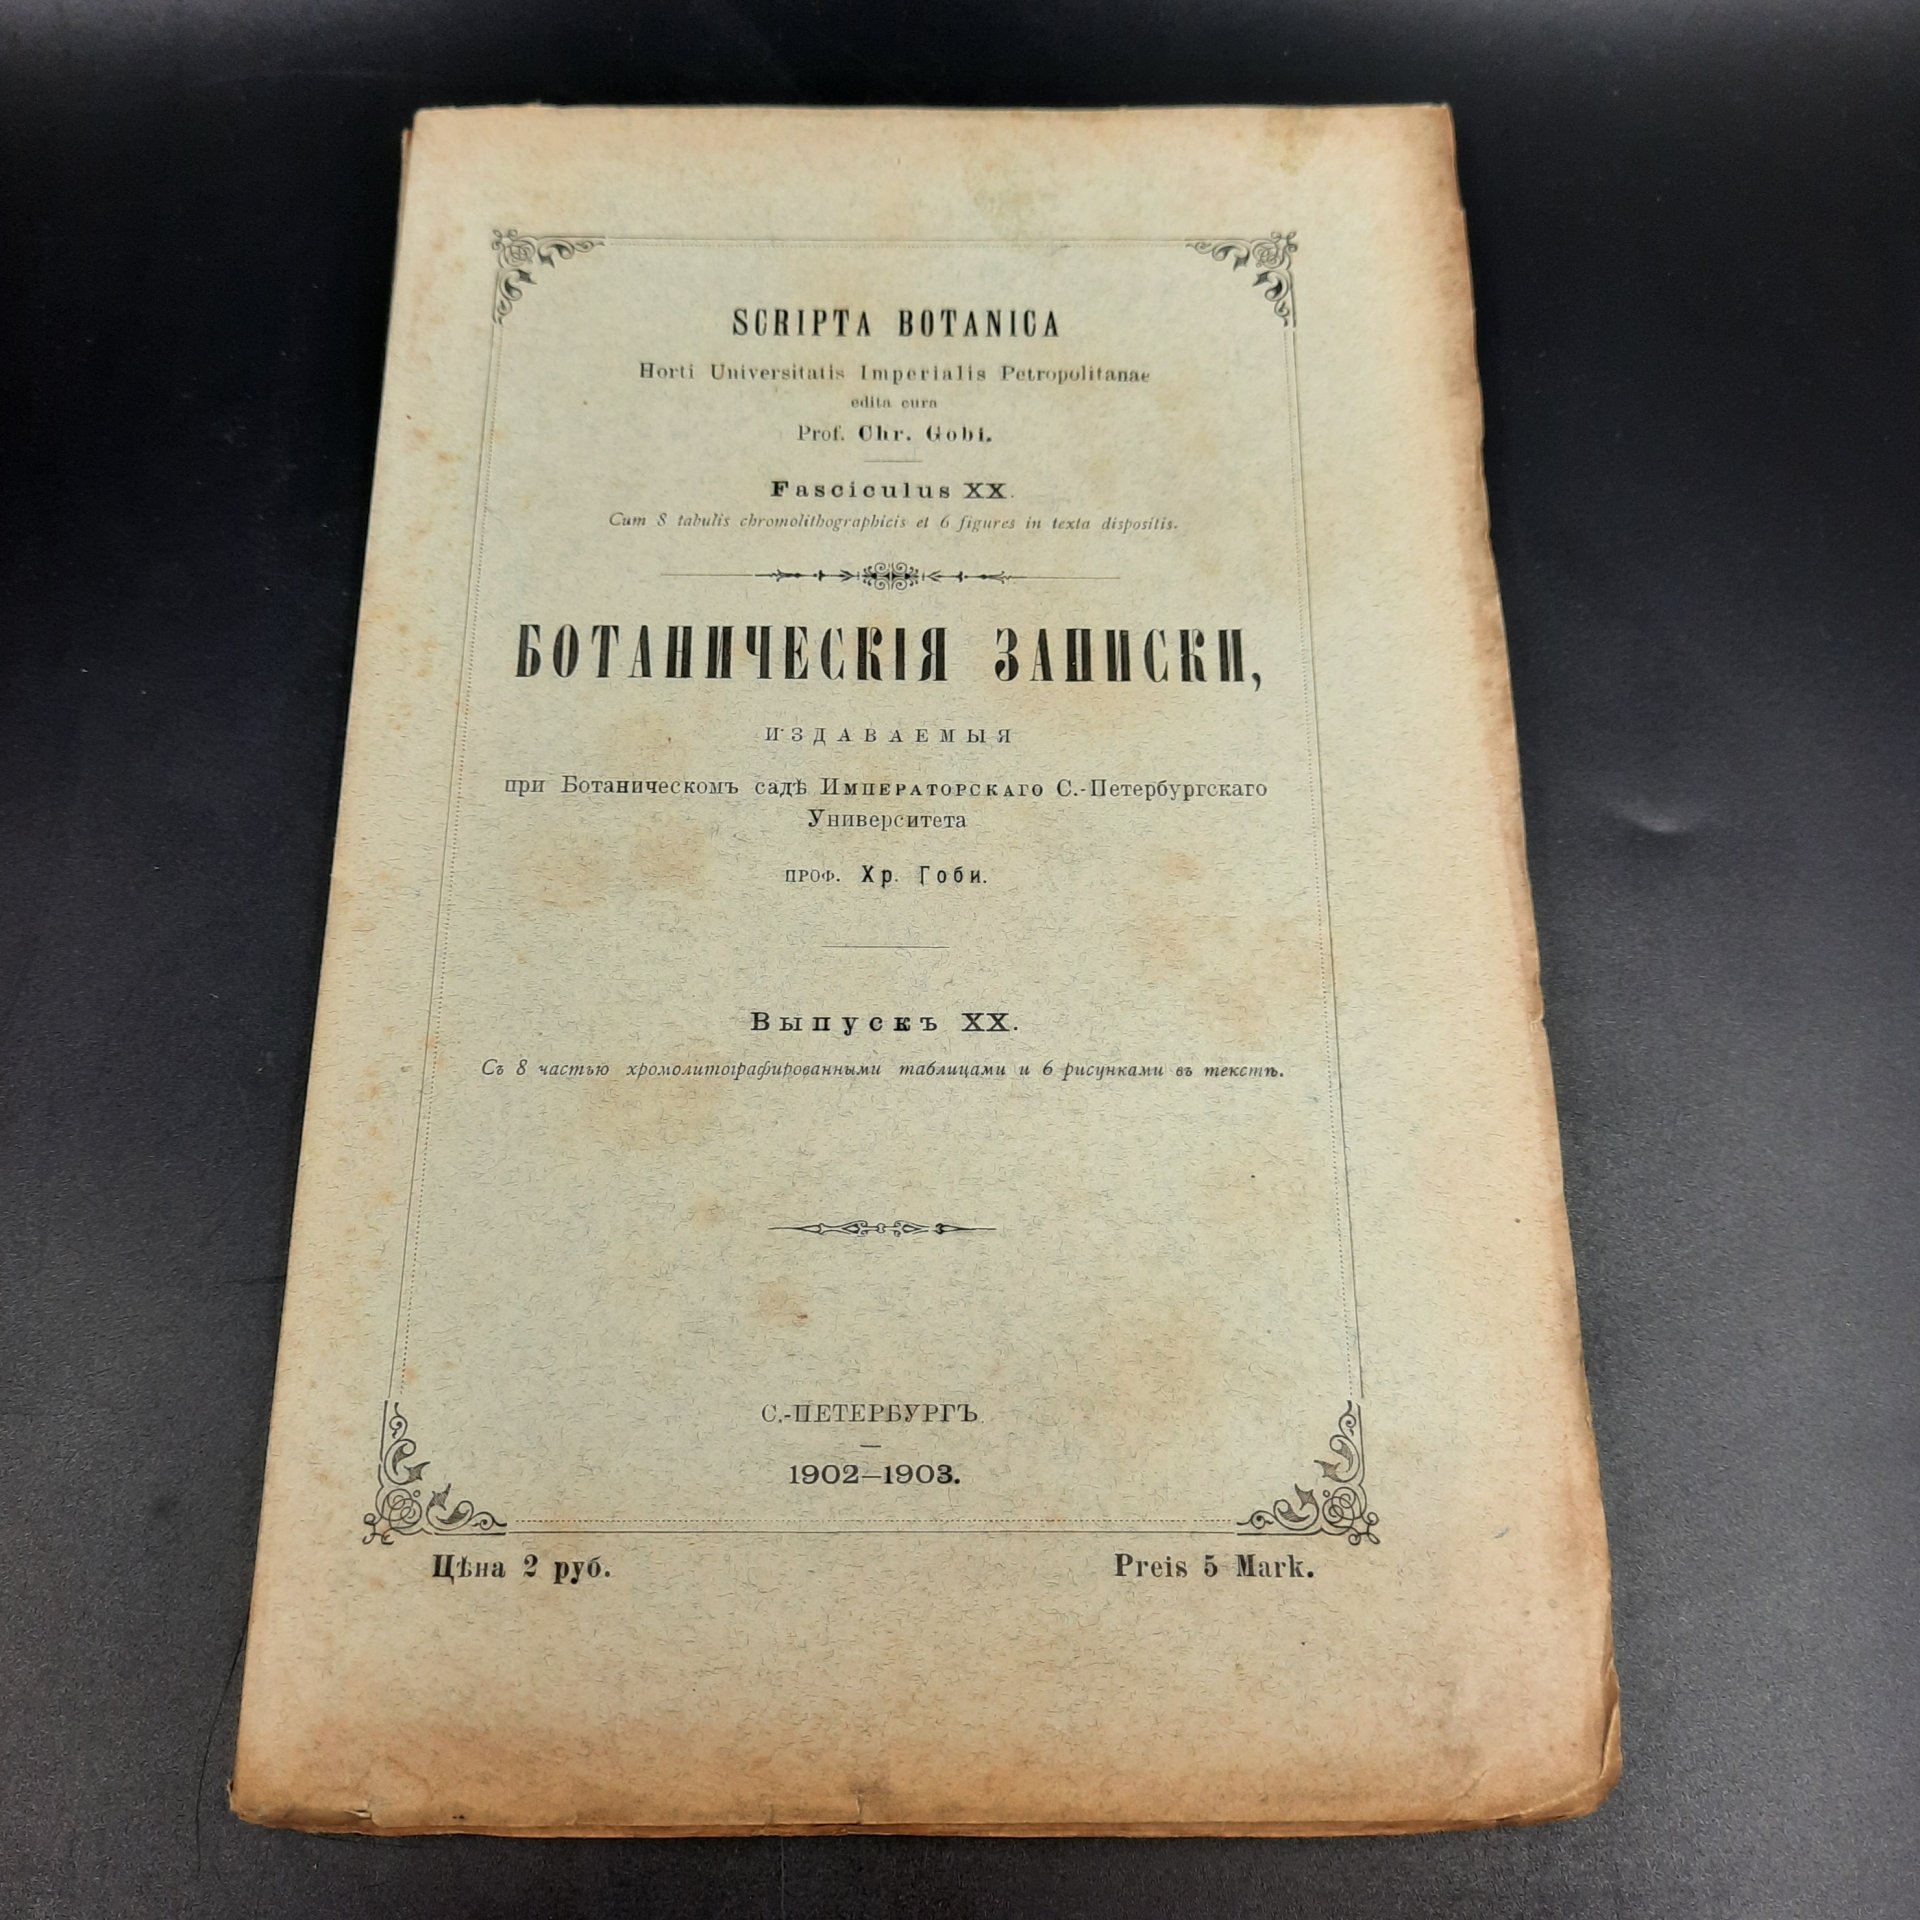 SCRIPTA BOTANICA
Horti Universitatis Imperialis Petropolitanae
edita cura
Prof. Chr. Gobi.
Fasciculus XX.
Cum 8 tabulis chromolithographicis et 6 figures in texta dispositis.
БОТАНИЧЕСКІЯ ЗАПИСКИ,
ИЗДАВАЕМЫЯ
при Ботаническомъ садѣ ИМПЕРАТОРСКАГО С.-Петербургскаго
Университета
ПРОФ. Хр. Гоби.
Выпускъ XX.
Съ 8 частью хромолитографированными таблицами и 6 рисунками въ текстѣ.
С.-ПЕТЕРБУРГЪ.
1902–1903.
Цѣна 2 руб.
Preis 5 Mark.